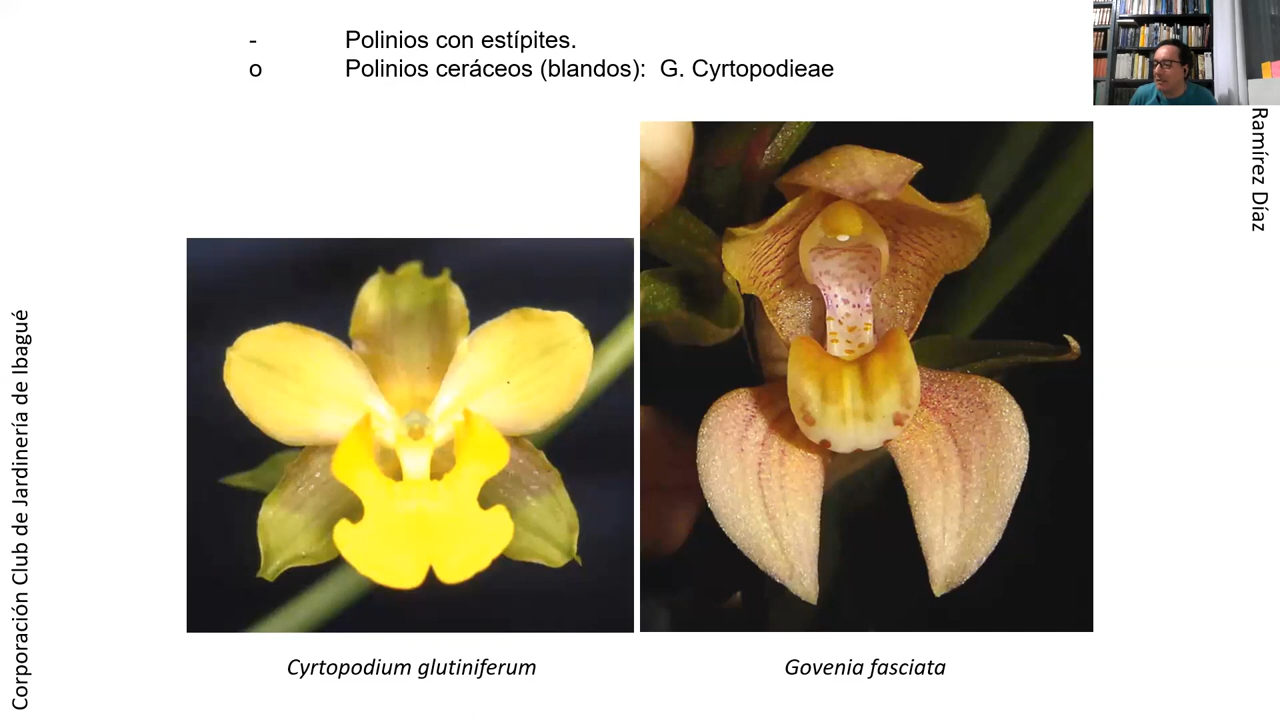 - Polinios con estípites.
o Polinios ceráceos (blandos): G. Cyrtopodieae
Ramírez Díaz
Corporación Club de Jardinería de Ibagué
Cyrtopodium glutiniferum
Govenia fasciata